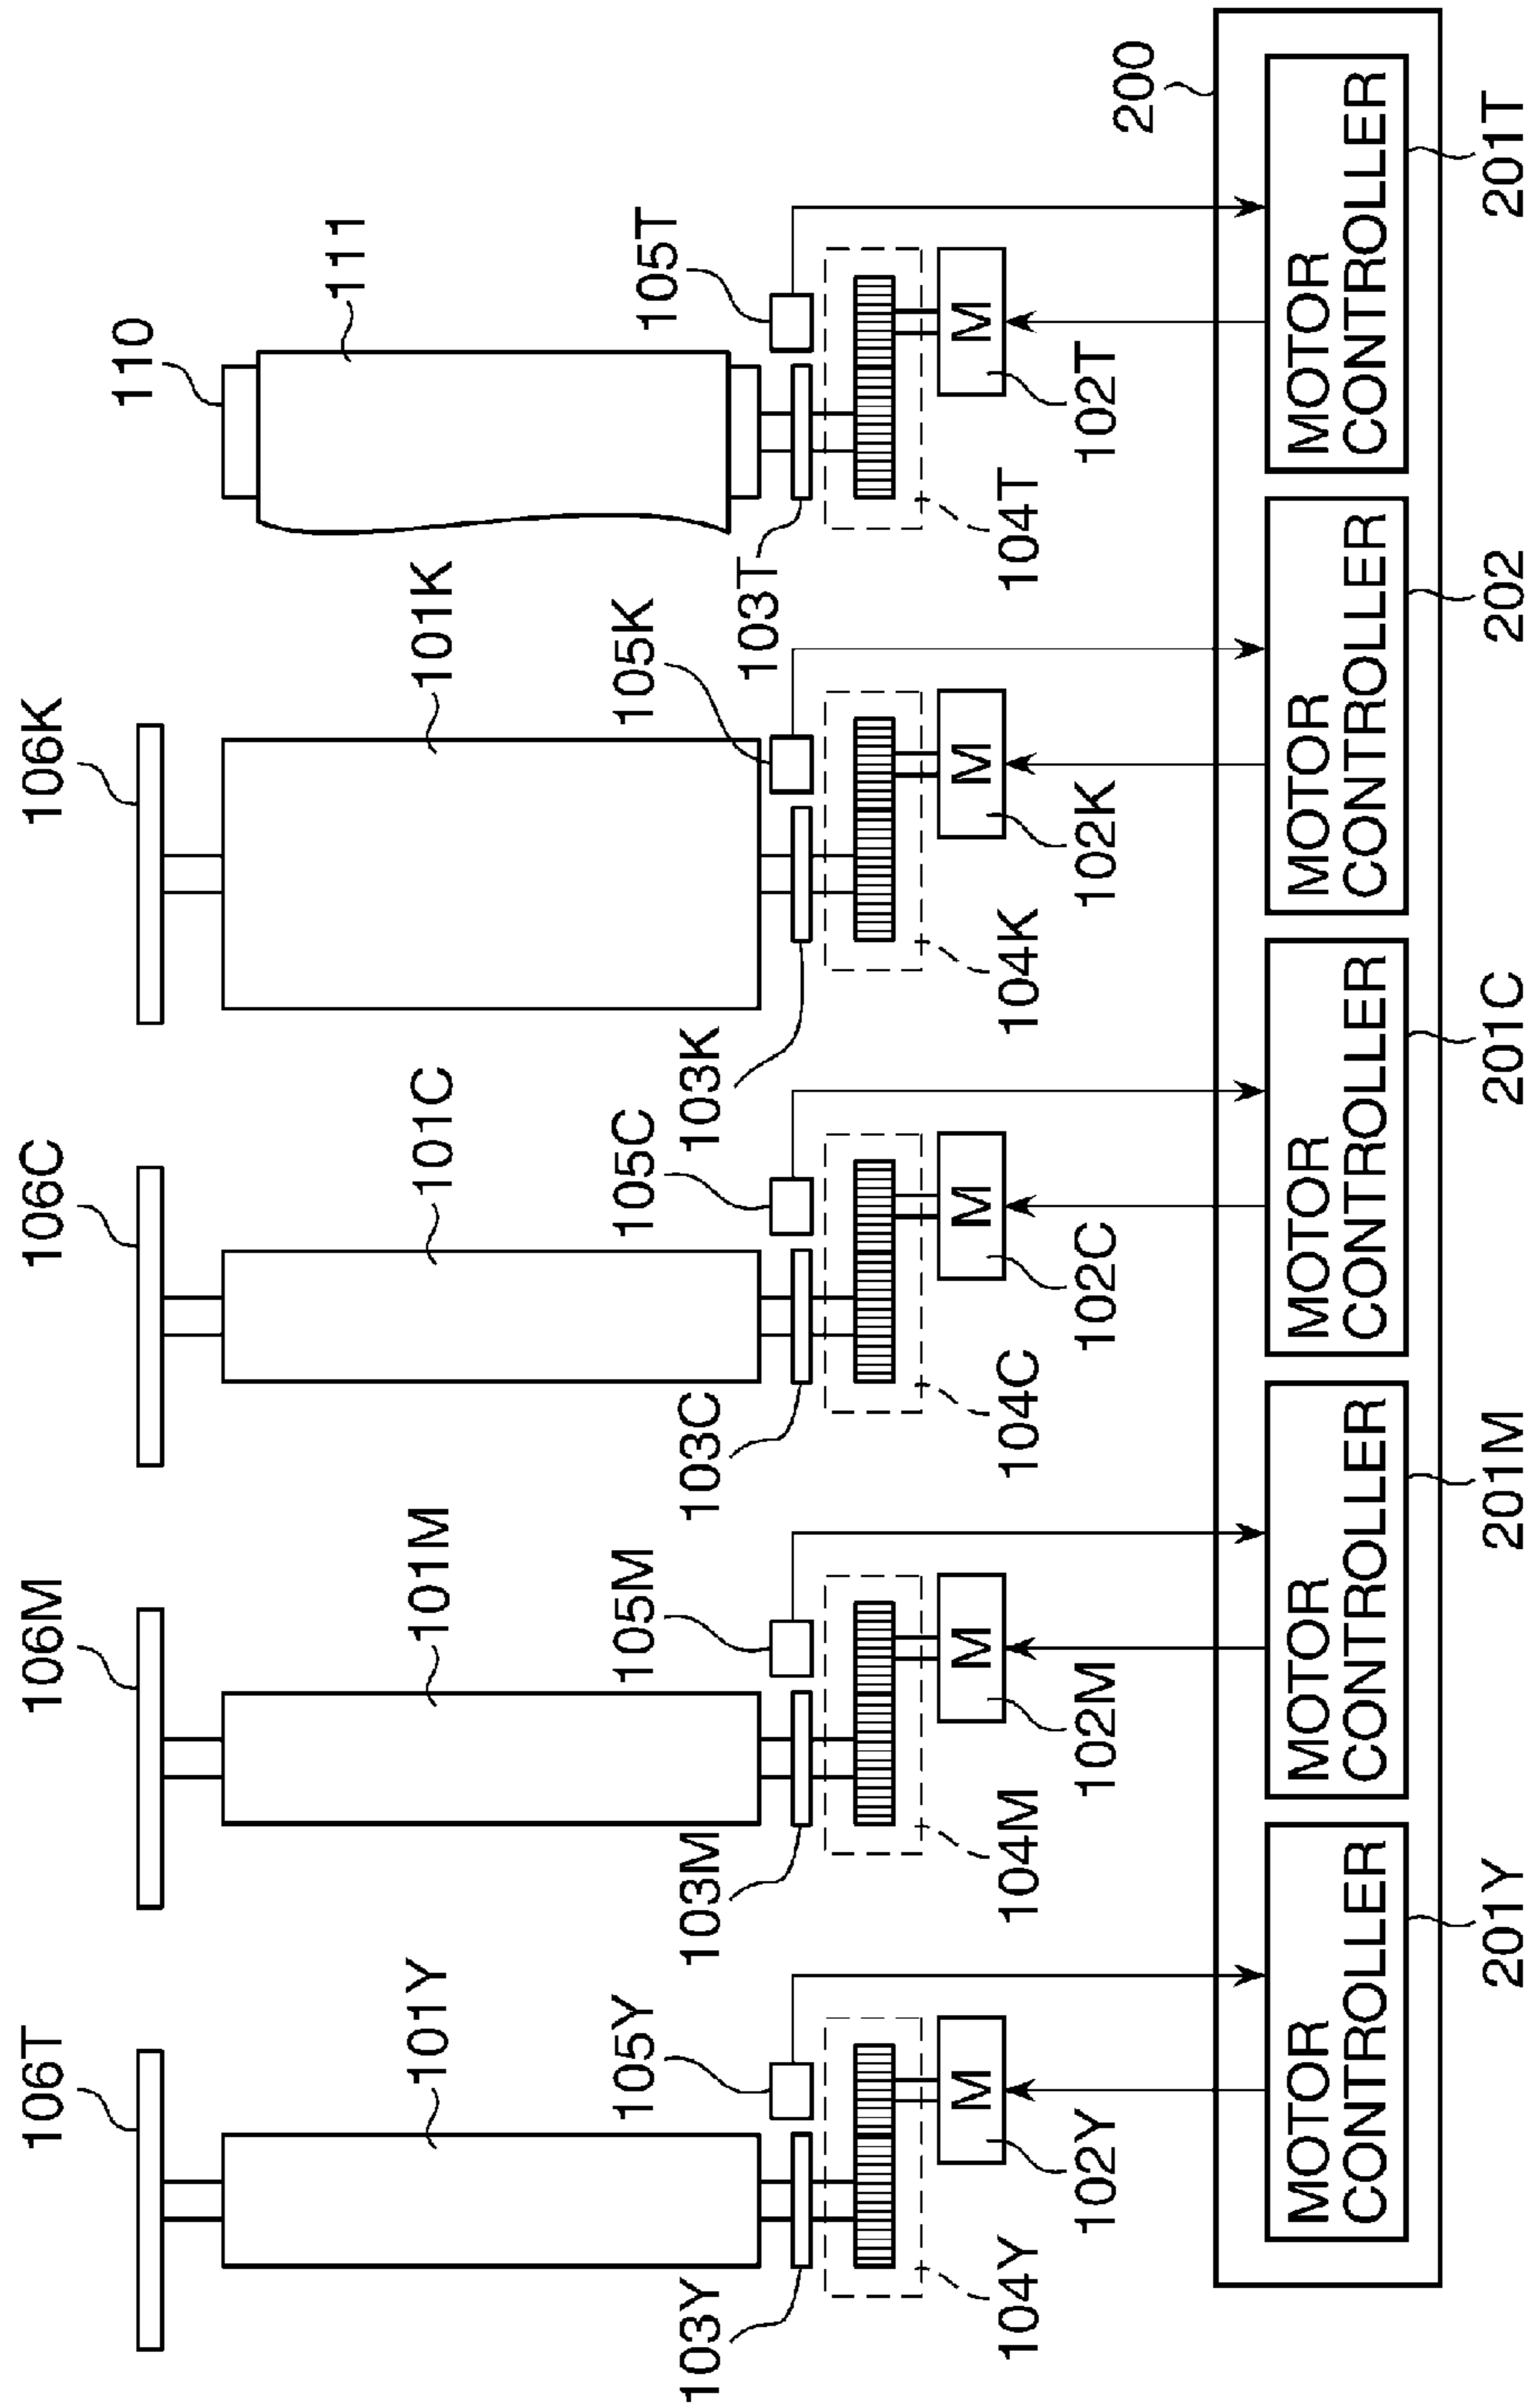 106T
106M
106C
106K
110
101Y
101M
101C
101K
111
105Y
105M
105C
105K
105T
103Y
103M
103C
103K
103T
104Y
104M
104C
104K
104T
M
M
M
M
M
102Y
102M
102C
102K
102T
200
MOTOR
CONTROLLER
MOTOR
CONTROLLER
MOTOR
CONTROLLER
MOTOR
CONTROLLER
MOTOR
CONTROLLER
201Y
201M
201C
202
201T